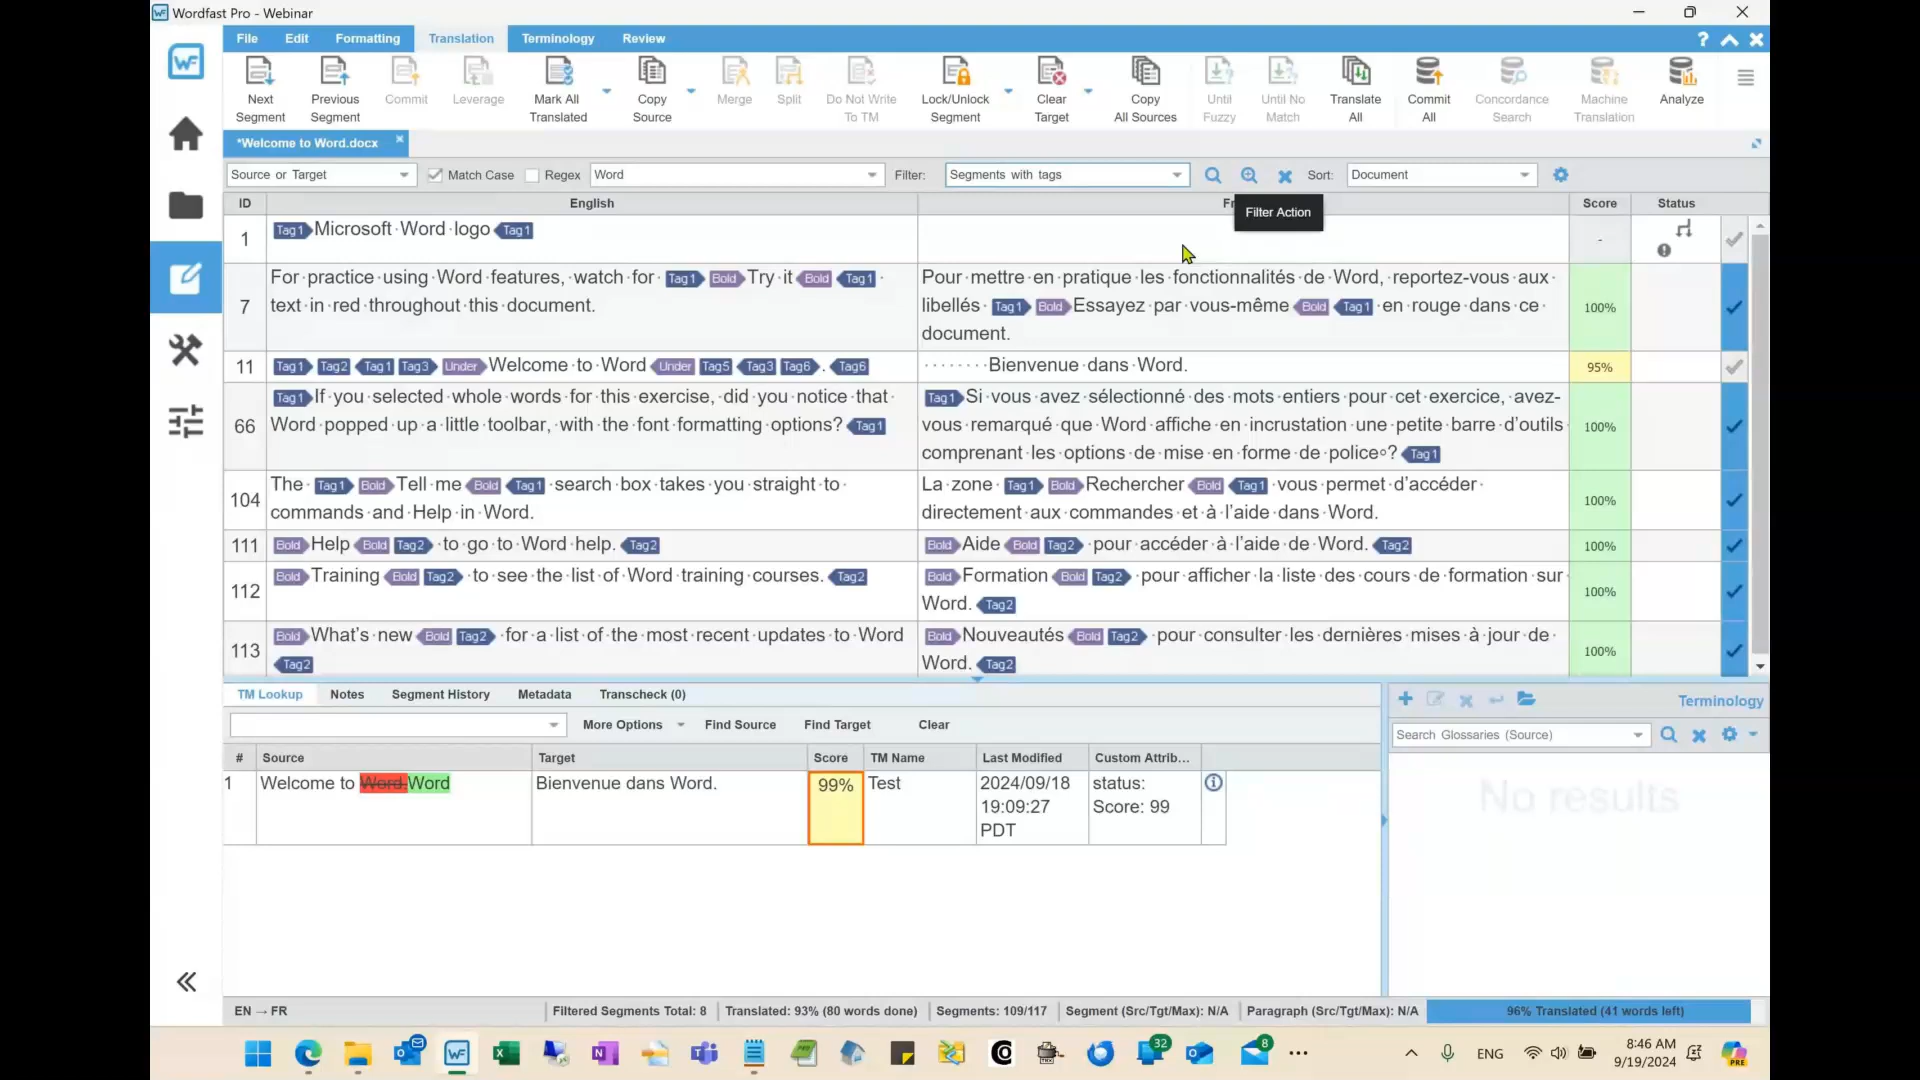 Wordfast Pro - Webinar
File Edit Formatting Translation Terminology Review
Next Segment
Previous Segment
Commit
Leverage
Mark All Translated
Copy Source
Merge
Split
Do Not Write To TM
Lock/Unlock Segment
Clear Target
Copy All Sources
Until Fuzzy
Until No Match
Translate All
Commit All
Concordance Search
Machine Translation
Analyze
*Welcome to Word.docx
Source or Target Match Case Regex Word Filter: Segments with tags Sort: Document
ID English Fr Score Status
Filter Action
1 Tag1 Microsoft Word logo Tag1 -
7 For practice using Word features, watch for Tag1 Bold Try it Bold Tag1
text in red throughout this document.
Pour mettre en pratique les fonctionnalités de Word, reportez-vous aux
libellés Tag1 Bold Essayez par vous-même Bold Tag1 en rouge dans ce
document.
100%
11 Tag1 Tag2 Tag1 Tag3 Under Welcome to Word Under Tag5 Tag3 Tag6 . Tag6
Bienvenue dans Word.
95%
66 Tag1 If you selected whole words for this exercise, did you notice that
Word popped up a little toolbar, with the font formatting options? Tag1
Tag1 Si vous avez sélectionné des mots entiers pour cet exercice, avez-
vous remarqué que Word affiche en incrustation une petite barre d'outils
comprenant les options de mise en forme de police°? Tag1
100%
104 The Tag1 Bold Tell me Bold Tag1 search box takes you straight to
commands and Help in Word.
La zone Tag1 Bold Rechercher Bold Tag1 vous permet d'accéder
directement aux commandes et à l'aide dans Word.
100%
111 Bold Help Bold Tag2 to go to Word help. Tag2
Bold Aide Bold Tag2 pour accéder à l'aide de Word. Tag2
100%
112 Bold Training Bold Tag2 to see the list of Word training courses. Tag2
Bold Formation Bold Tag2 pour afficher la liste des cours de formation sur
Word. Tag2
100%
113 Bold What's new Bold Tag2 for a list of the most recent updates to Word
Tag2
Bold Nouveautés Bold Tag2 pour consulter les dernières mises à jour de
Word. Tag2
100%
TM Lookup Notes Segment History Metadata Transcheck (0)
More Options Find Source Find Target Clear
# Source Target Score TM Name Last Modified Custom Attrib...
1 Welcome to Word.Word Bienvenue dans Word. 99% Test
2024/09/18
19:09:27
PDT
status:
Score: 99
Terminology
Search Glossaries (Source)
No results
EN → FR Filtered Segments Total: 8 Translated: 93% (80 words done) Segments: 109/117 Segment (Src/Tgt/Max): N/A Paragraph (Src/Tgt/Max): N/A 96% Translated (41 words left)
32 8 ENG 8:46 AM
9/19/2024
PRE